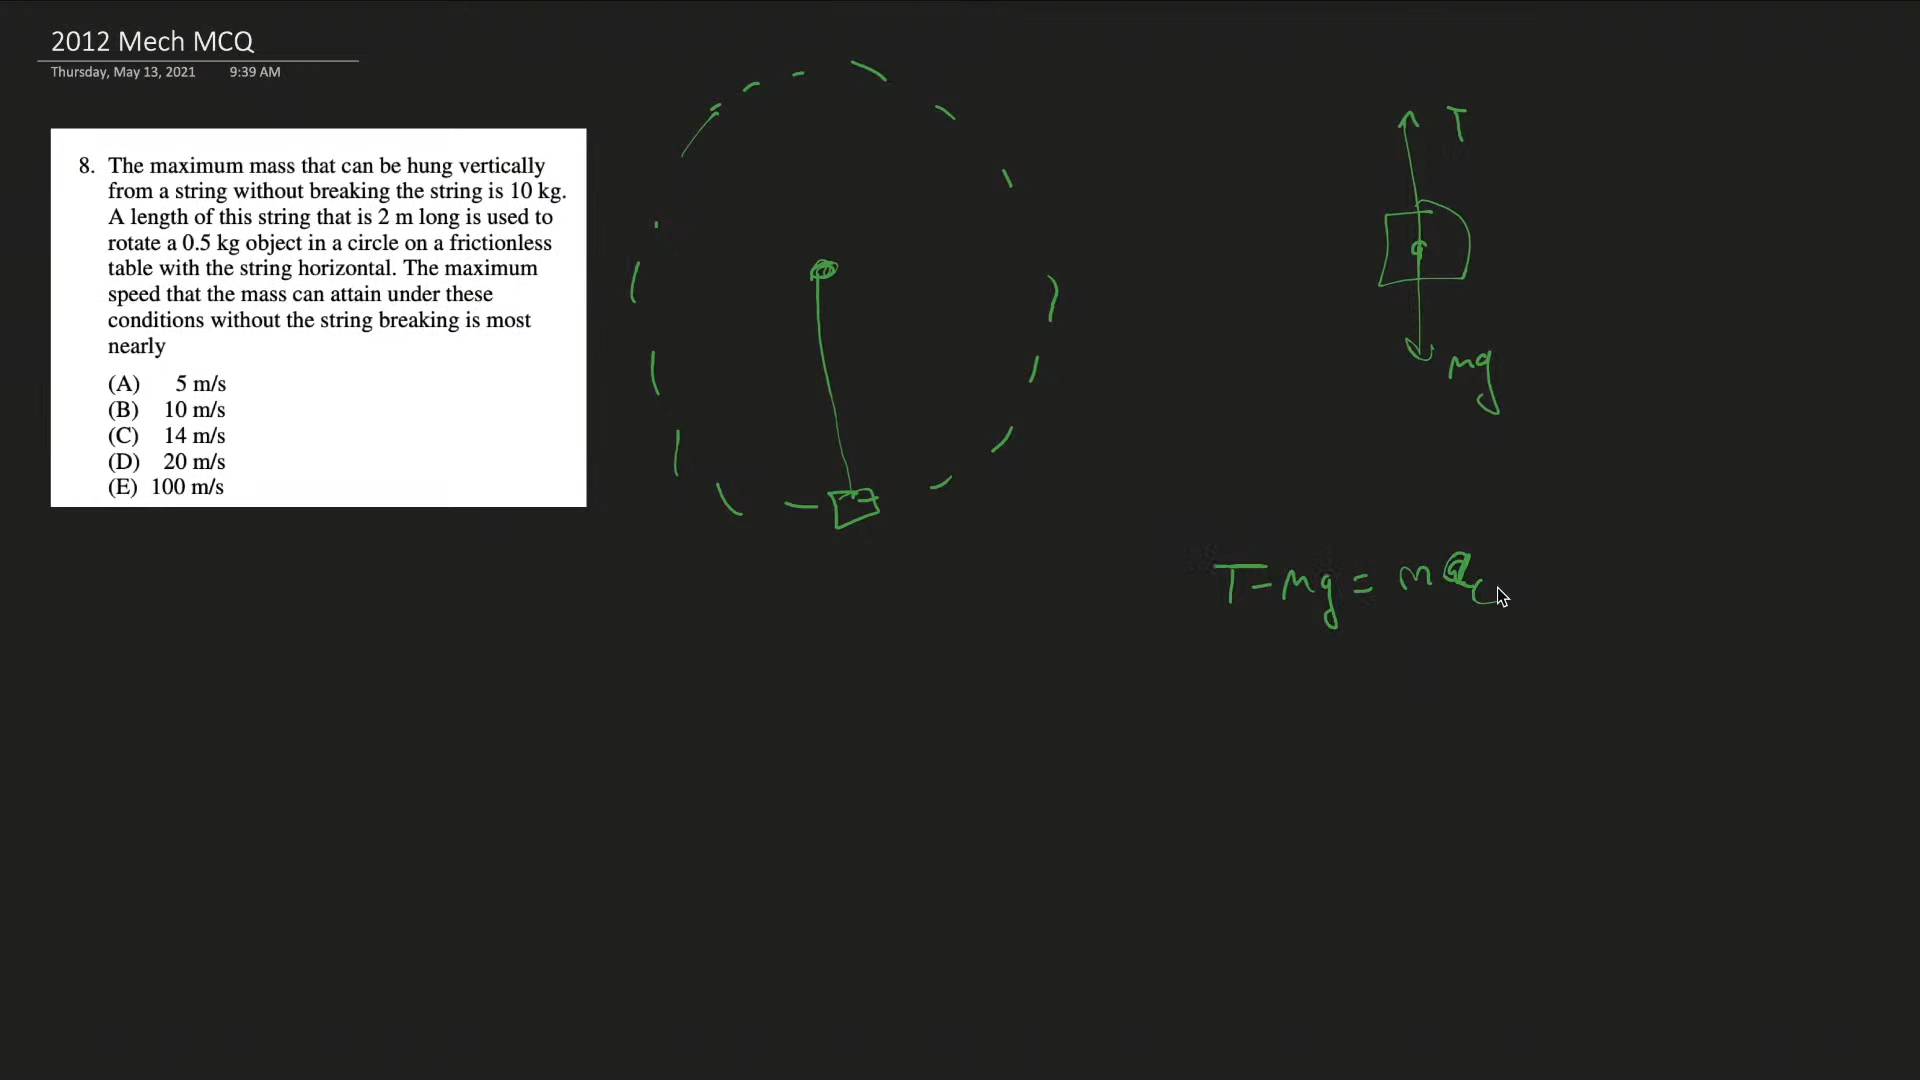 2012 Mech MCQ
Thursday, May 13, 2021 9:39 AM
8. The maximum mass that can be hung vertically
from a string without breaking the string is 10 kg.
A length of this string that is 2 m long is used to
rotate a 0.5 kg object in a circle on a frictionless
table with the string horizontal. The maximum
speed that the mass can attain under these
conditions without the string breaking is most
nearly
(A) 5 m/s
(B) 10 m/s
(C) 14 m/s
(D) 20 m/s
(E) 100 m/s
T
mg
T - mg = mac